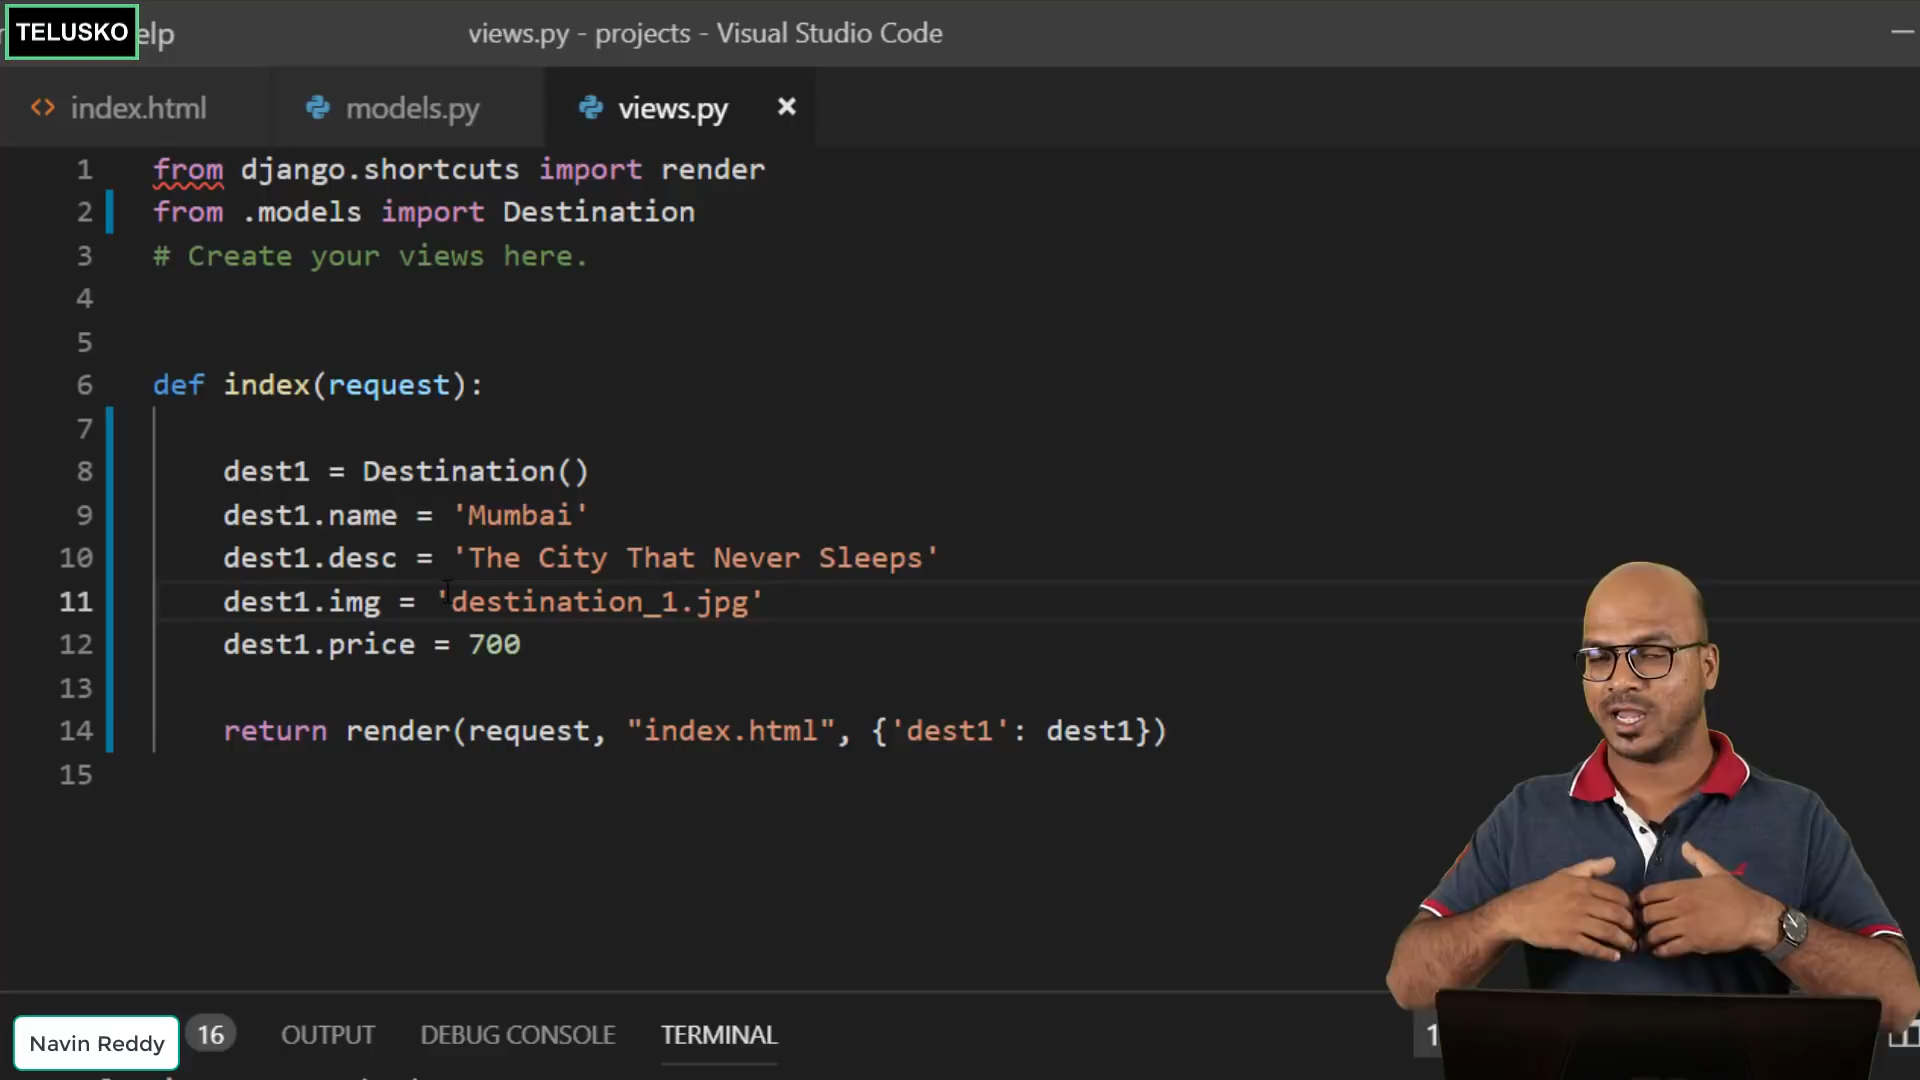 TELUSKO
elp
views.py - projects - Visual Studio Code
index.html
models.py
views.py
1 from django.shortcuts import render
2 from .models import Destination
3 # Create your views here.
4
5
6 def index(request):
7
8 dest1 = Destination()
9 dest1.name = 'Mumbai'
10 dest1.desc = 'The City That Never Sleeps'
11 dest1.img = 'destination_1.jpg'
12 dest1.price = 700
13
14 return render(request, "index.html", {'dest1': dest1})
15
Navin Reddy
16
OUTPUT
DEBUG CONSOLE
TERMINAL
1